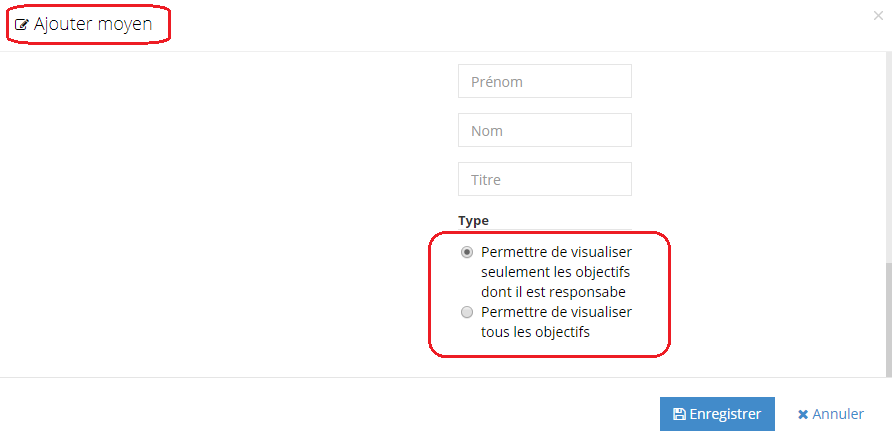 Ajouter moyen
×
Prénom
Nom
Titre
Type
Permettre de visualiser
seulement les objectifs
dont il est responsabe
Permettre de visualiser
tous les objectifs
Enregistrer
Annuler